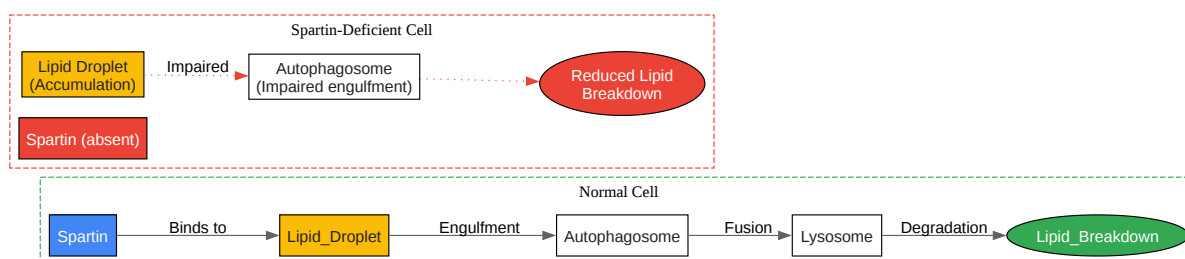 Spartin-Deficient Cell
Lipid Droplet
(Accumulation)
Impaired
Autophagosome
(Impaired engulfment)
Reduced Lipid
Breakdown
Spartin (absent)
Normal Cell
Spartin
Binds to
Lipid_Droplet
Engulfment
Autophagosome
Fusion
Lysosome
Degradation
Lipid_Breakdown